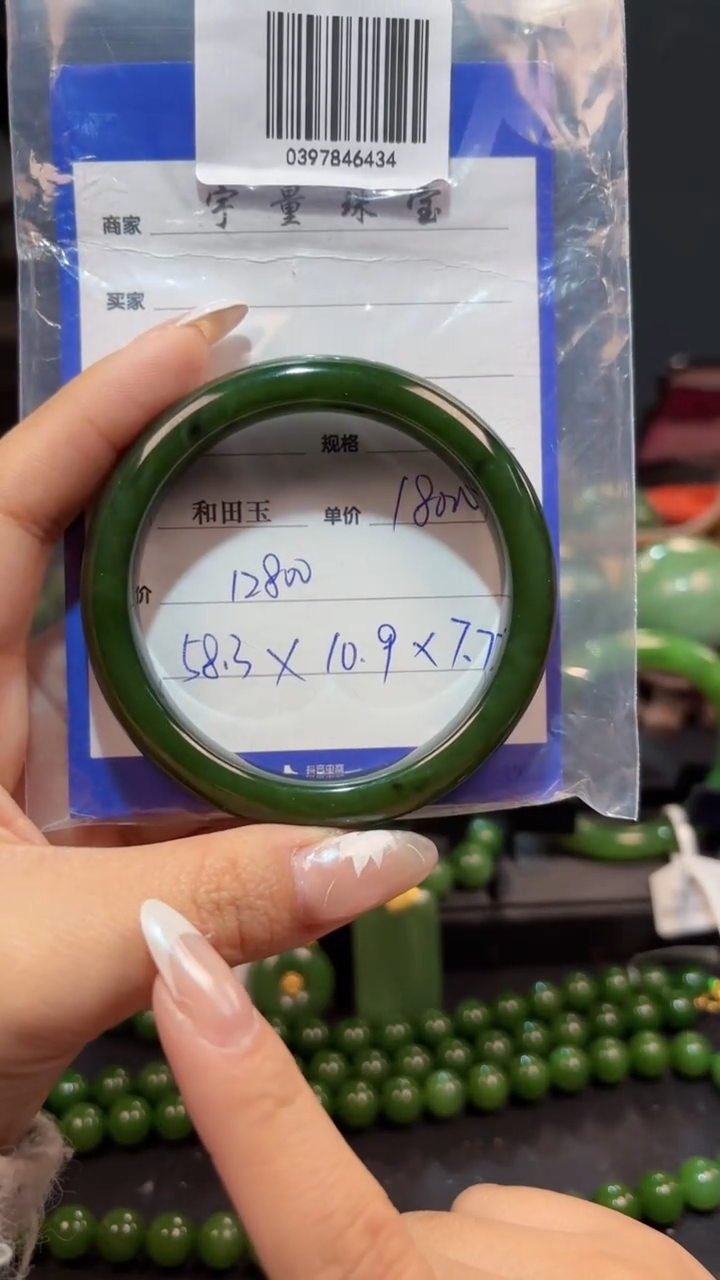 0397846434
宇量珠宝
商家
买家
规格
和田玉 单价 18000
价 12800
58.3 × 10.9 × 7.7